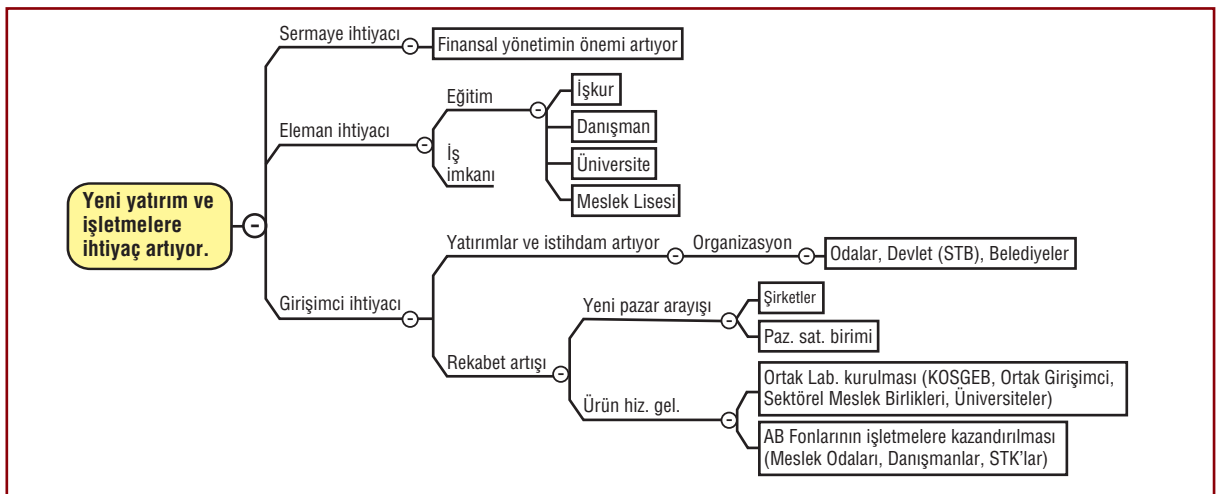 Sermaye ihtiyacı
Finansal yönetimin önemi artıyor
Eğitim
İşkur
Danışman
Eleman ihtiyacı
İş
imkanı
Üniversite
Meslek Lisesi
Yeni yatırım ve
işletmelere
ihtiyaç artıyor.
Yatırımlar ve istihdam artıyor
Organizasyon
Odalar, Devlet (STB), Belediyeler
Girişimci ihtiyacı
Yeni pazar arayışı
Şirketler
Paz. sat. birimi
Rekabet artışı
Ürün hiz. gel.
Ortak Lab. kurulması (KOSGEB, Ortak Girişimci,
Sektörel Meslek Birlikleri, Üniversiteler)
AB Fonlarının işletmelere kazandırılması
(Meslek Odaları, Danışmanlar, STK'lar)